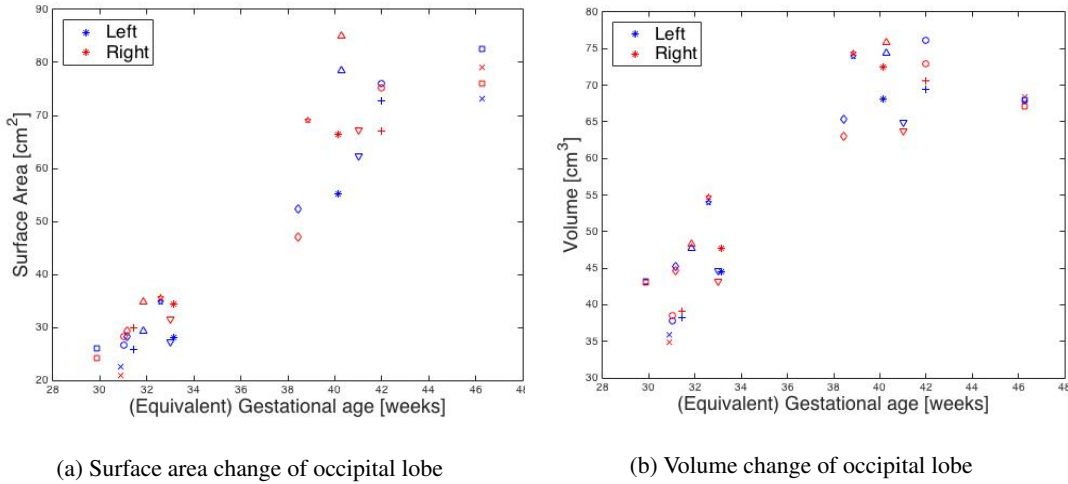 90
80
70
60
50
40
30
20
Surface Area [cm²]
Left
Right
28 30 32 34 36 38 40 42 44 46 48
(Equivalent) Gestational age [weeks]
(a) Surface area change of occipital lobe
80
75
70
65
60
55
50
45
40
35
30
Volume [cm³]
Left
Right
28 30 32 34 36 38 40 42 44 46 48
(Equivalent) Gestational age [weeks]
(b) Volume change of occipital lobe